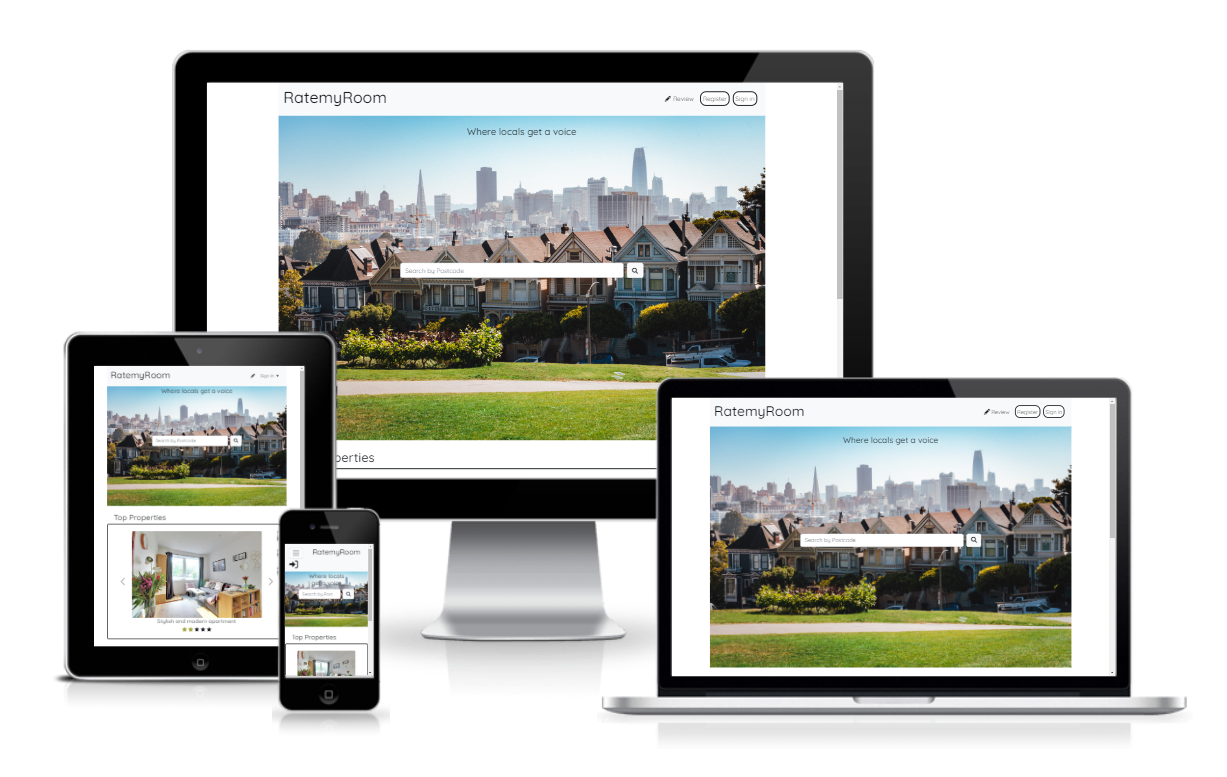 RatemyRoom
Review Register Sign in
Where locals get a voice
Search by Postcode
perties
RatemyRoom
Sign in
Where locals get a voice
Search by Postcode
Top Properties
Stylish and modern apartment
RatemyRoom
Where locals
get a voice
Search by Post
Top Properties
RatemyRoom
Review Register Sign in
Where locals get a voice
Search by Postcode